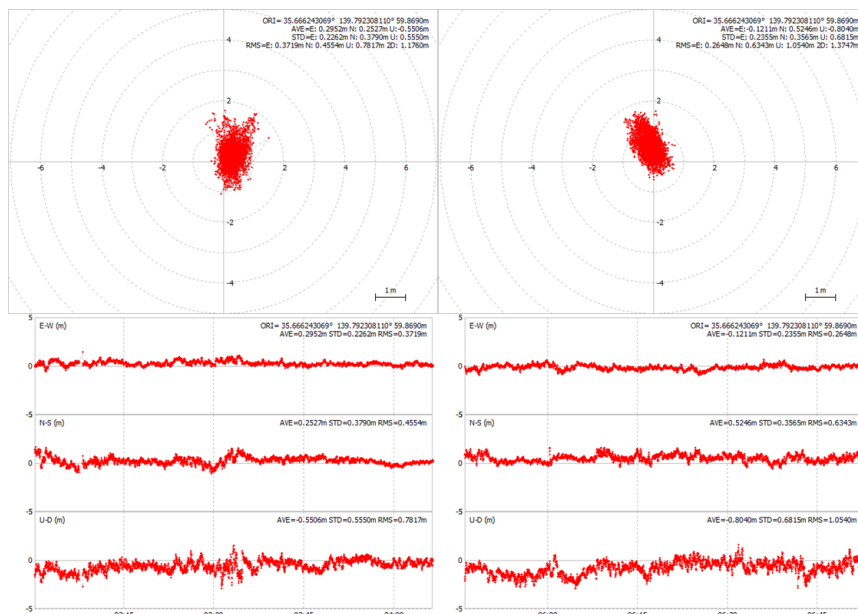 ORI= 35.666243069° 139.792308110° 59.8690m
AVE=E: 0.2952m N: 0.2527m U:-0.5506m
STD=E: 0.2262m N: 0.3790m U: 0.5550m
RMS=E: 0.3719m N: 0.4554m U: 0.7817m 2D: 1.1760m
4
2
-6
-4
-2
2
4
6
-2
-4
1 m
ORI= 35.666243069° 139.792308110° 59.8690m
AVE=E:-0.1211m N: 0.5246m U:-0.8040m
STD=E: 0.2355m N: 0.3565m U: 0.6815m
RMS=E: 0.2648m N: 0.6343m U: 1.0540m 2D: 1.3747m
4
2
-6
-4
-2
2
4
6
-2
-4
1 m
5
E-W (m)
ORI= 35.666243069° 139.792308110° 59.8690m
AVE=0.2952m STD=0.2262m RMS=0.3719m
0
-5
N-S (m)
AVE=0.2527m STD=0.3790m RMS=0.4554m
0
-5
U-D (m)
AVE=-0.5506m STD=0.5550m RMS=0.7817m
0
-5
5
E-W (m)
ORI= 35.666243069° 139.792308110° 59.8690m
AVE=-0.1211m STD=0.2355m RMS=0.2648m
0
-5
N-S (m)
AVE=0.5246m STD=0.3565m RMS=0.6343m
0
-5
U-D (m)
AVE=-0.8040m STD=0.6815m RMS=1.0540m
0
-5